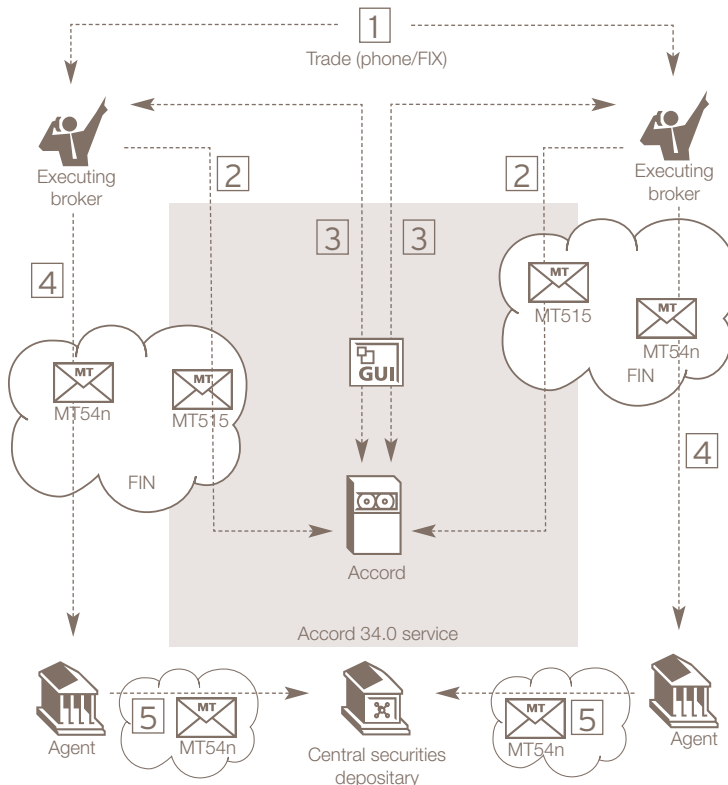 1
Trade (phone/FIX)
Executing
broker
Executing
broker
2
2
3
3
4
MT
MT515
MT
MT54n
FIN
GUI
MT
MT54n
MT
MT515
FIN
4
Accord
Accord 34.0 service
Agent
5
MT
MT54n
Central securities
depositary
MT
MT54n
5
Agent